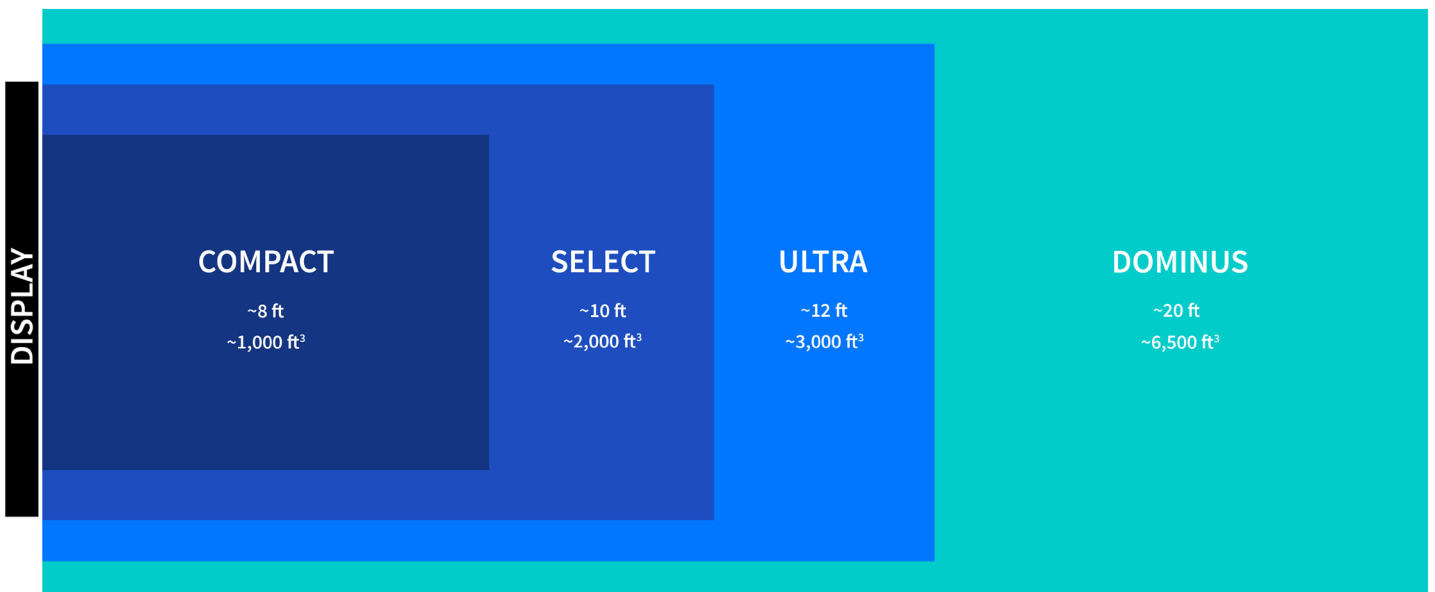 DISPLAY
COMPACT
~8 ft
~1,000 ft³
SELECT
~10 ft
~2,000 ft³
ULTRA
~12 ft
~3,000 ft³
DOMINUS
~20 ft
~6,500 ft³